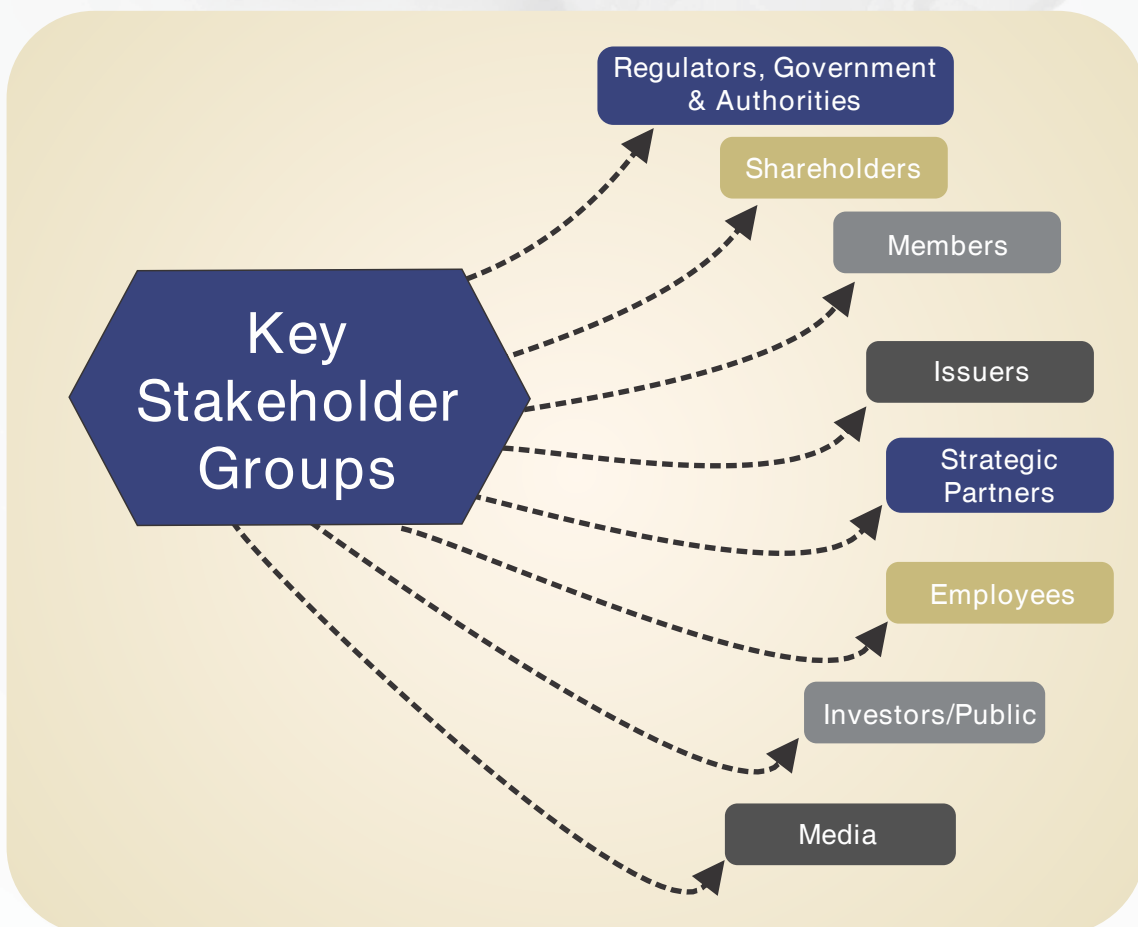 Regulators, Government
& Authorities
Shareholders
Members
Key
Stakeholder
Groups
Issuers
Strategic
Partners
Employees
Investors/Public
Media